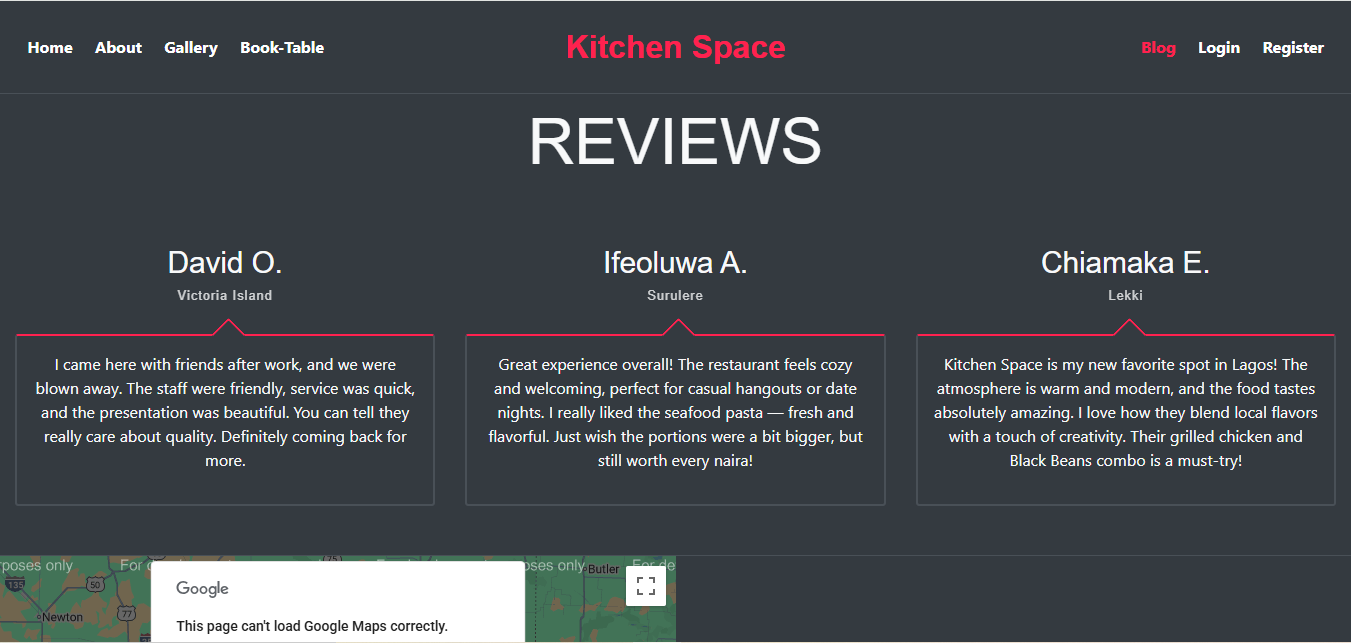 Home About Gallery Book-Table Kitchen Space Blog Login Register
REVIEWS
David O.
Victoria Island
I came here with friends after work, and we were
blown away. The staff were friendly, service was quick,
and the presentation was beautiful. You can tell they
really care about quality. Definitely coming back for
more.
Ifeoluwa A.
Surulere
Great experience overall! The restaurant feels cozy
and welcoming, perfect for casual hangouts or date
nights. I really liked the seafood pasta — fresh and
flavorful. Just wish the portions were a bit bigger, but
still worth every naira!
Chiamaka E.
Lekki
Kitchen Space is my new favorite spot in Lagos! The
atmosphere is warm and modern, and the food tastes
absolutely amazing. I love how they blend local flavors
with a touch of creativity. Their grilled chicken and
Black Beans combo is a must-try!
poses only For
poses only
Butler
135
50
77
Newton
Google
This page can't load Google Maps correctly.